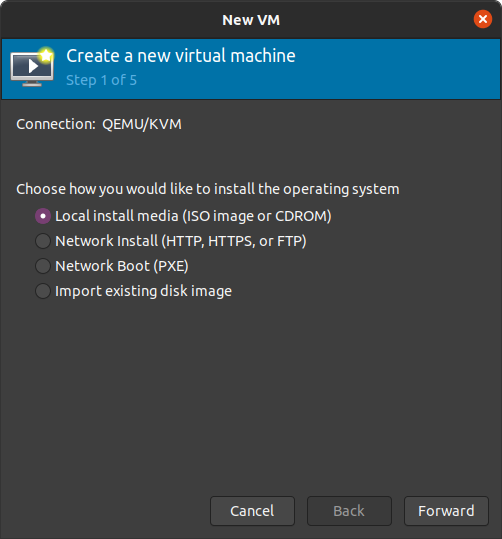 New VM
Create a new virtual machine
Step 1 of 5
Connection: QEMU/KVM
Choose how you would like to install the operating system
Local install media (ISO image or CDROM)
Network Install (HTTP, HTTPS, or FTP)
Network Boot (PXE)
Import existing disk image
Cancel Back Forward